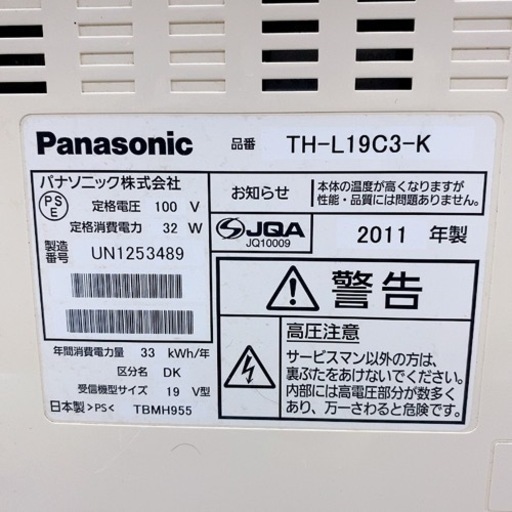 Panasonic 品番 TH-L19C3-K
パナソニック株式会社
PS
E
定格電圧 100 V
定格消費電力 32 W
製造
番号 UN1253489
お知らせ
本体の温度が高くなりますが
性能・品質には問題ありません。
JQA
JQ10009
2011 年製
年間消費電力量 33 kWh/年
区分名 DK
受信機型サイズ 19 V型
日本製 >PS< TBMH955
警告
高圧注意
サービスマン以外の方は、
裏ぶたをあけないでください。
内部には高電圧部分が数多く
あり、万一さわると危険です。